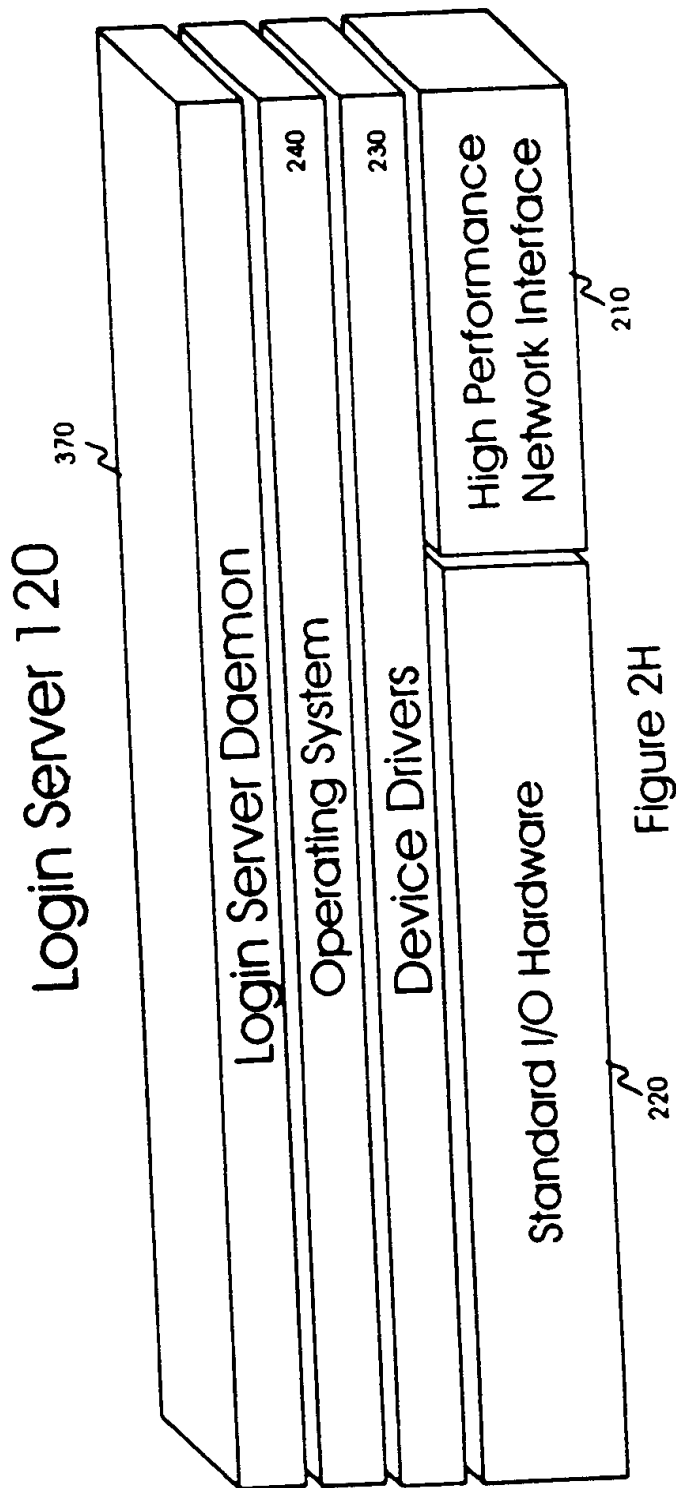 Login Server 120
370
Login Server Daemon
Operating System
240
Device Drivers
230
Standard I/O Hardware
High Performance
Network Interface
220
210
Figure 2H